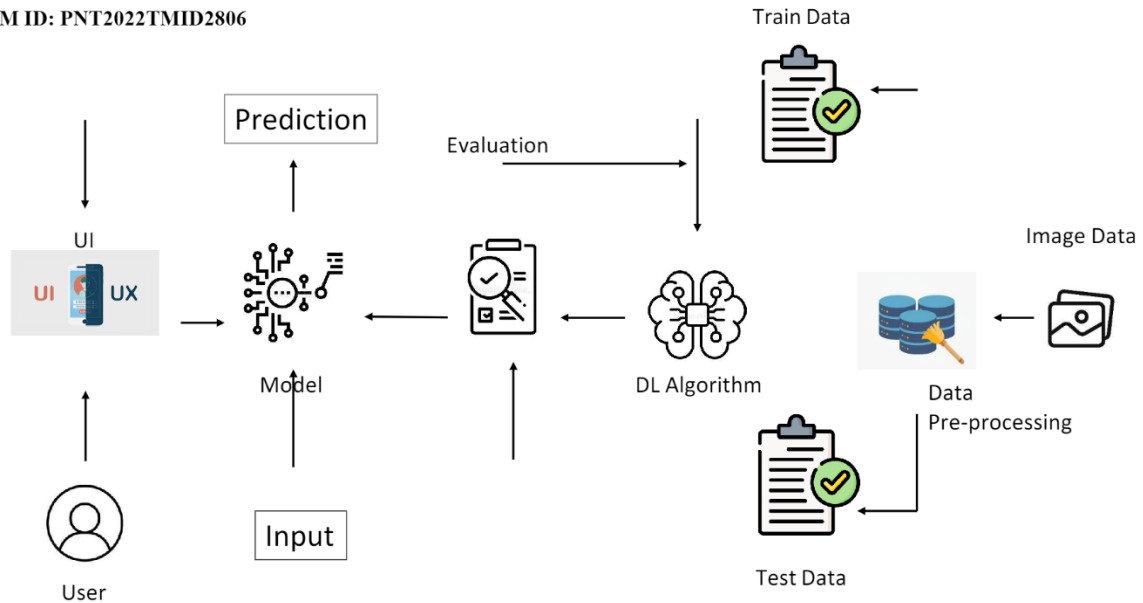 M ID: PNT2022TMID2806
Train Data
Prediction
Evaluation
UI
UI UX
Image Data
Model
DL Algorithm
Data
Pre-processing
Input
Test Data
User